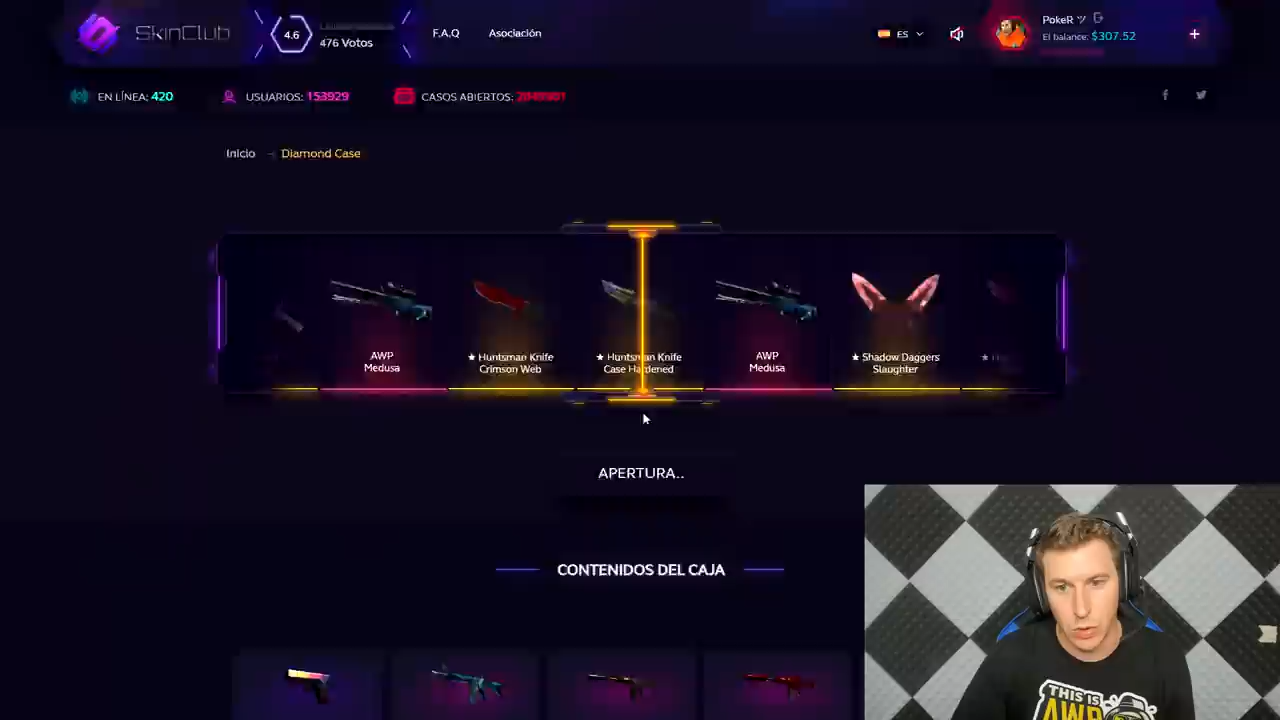 SkinClub
4.6
476 Votos
F.A.Q
Asociación
ES
PokeR ツ
El balance: $307.52
+
EN LÍNEA: 420
USUARIOS: 153929
CASOS ABIERTOS:
Inicio
Diamond Case
AWP
Medusa
★ Huntsman Knife
Crimson Web
★ Huntsman Knife
Case Hardened
AWP
Medusa
★ Shadow Daggers
Slaughter
APERTURA..
CONTENIDOS DEL CAJA
THIS IS
AWP